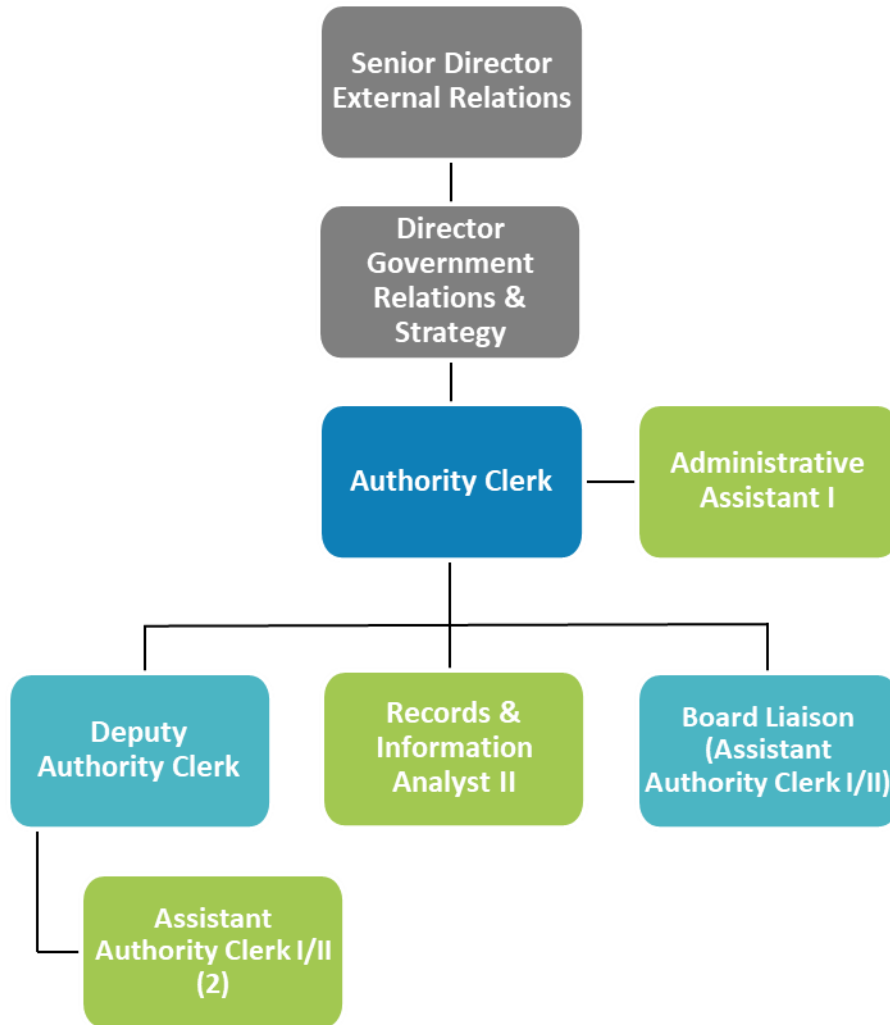 Senior Director
External Relations
Director
Government
Relations &
Strategy
Authority Clerk
Administrative
Assistant I
Deputy
Authority Clerk
Records &
Information
Analyst II
Board Liaison
(Assistant
Authority Clerk I/II)
Assistant
Authority Clerk I/II
(2)